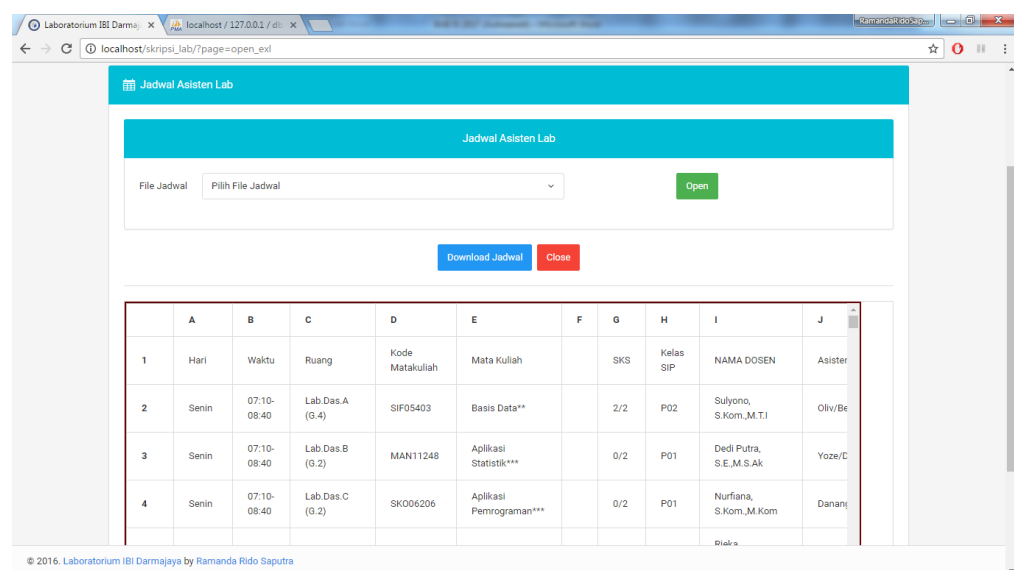 Laboratorium IBI Darmaj
localhost / 127.0.0.1 / db
RamandaRidoSap...
localhost/skripsi_lab/?page=open_exl
Jadwal Asisten Lab
Jadwal Asisten Lab
File Jadwal Pilih File Jadwal Open
Download Jadwal Close
A B C D E F G H I J
1 Hari Waktu Ruang Kode Matakuliah Mata Kuliah SKS Kelas SIP NAMA DOSEN Asisten
2 Senin 07:10-08:40 Lab.Das.A (G.4) SIF05403 Basis Data** 2/2 P02 Sulyono, S.Kom.,M.T.I Oliv/Be
3 Senin 07:10-08:40 Lab.Das.B (G.2) MAN11248 Aplikasi Statistik*** 0/2 P01 Dedi Putra, S.E.,M.S.Ak Yoze/D
4 Senin 07:10-08:40 Lab.Das.C (G.2) SKO06206 Aplikasi Pemrograman*** 0/2 P01 Nurfiana, S.Kom.,M.Kom Danang
© 2016. Laboratorium IBI Darmajaya by Ramanda Rido Saputra